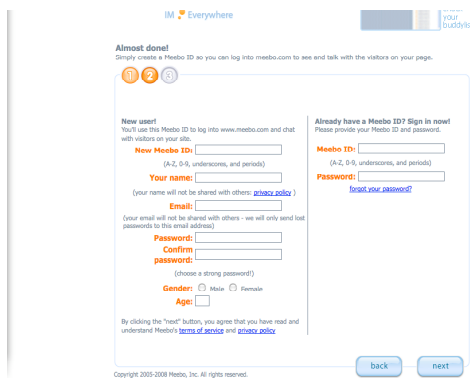 IM Everywhere
your
buddylis
Almost done!
Simply create a Meebo ID so you can log into meebo.com to see and talk with the visitors on your page.
1 2 3
New user!
You'll use this Meebo ID to log into www.meebo.com and chat
with visitors on your site.
New Meebo ID:
(A-Z, 0-9, underscores, and periods)
Your name:
(your name will not be shared with others: privacy policy )
Email:
(your email will not be shared with others - we will only send lost
passwords to this email address)
Password:
Confirm
password:
(choose a strong password!)
Gender: Male Female
Age:
By clicking the "next" button, you agree that you have read and
understand Meebo's terms of service and privacy policy
Already have a Meebo ID? Sign in now!
Please provide your Meebo ID and password.
Meebo ID:
(A-Z, 0-9, underscores, and periods)
Password:
forgot your password?
back next
Copyright 2005-2008 Meebo, Inc. All rights reserved.